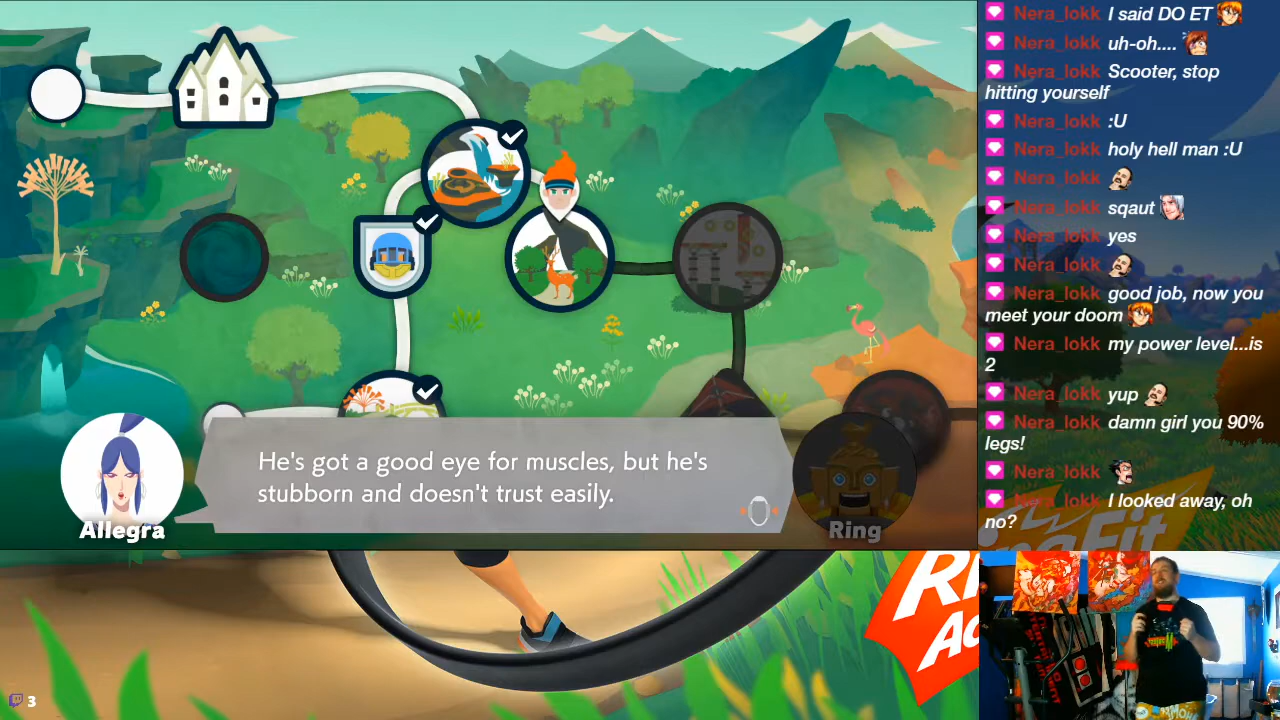 He's got a good eye for muscles, but he's
stubborn and doesn't trust easily.
Allegra
Ring
Nera_lokk I said DO ET
Nera_lokk uh-oh....
Nera_lokk Scooter, stop
hitting yourself
Nera_lokk :U
Nera_lokk holy hell man :U
Nera_lokk
Nera_lokk sqaut
Nera_lokk yes
Nera_lokk
Nera_lokk good job, now you
meet your doom
Nera_lokk my power level...is
2
Nera_lokk yup
Nera_lokk damn girl you 90%
legs!
Nera_lokk
Nera_lokk I looked away, oh
no?
Fit
3